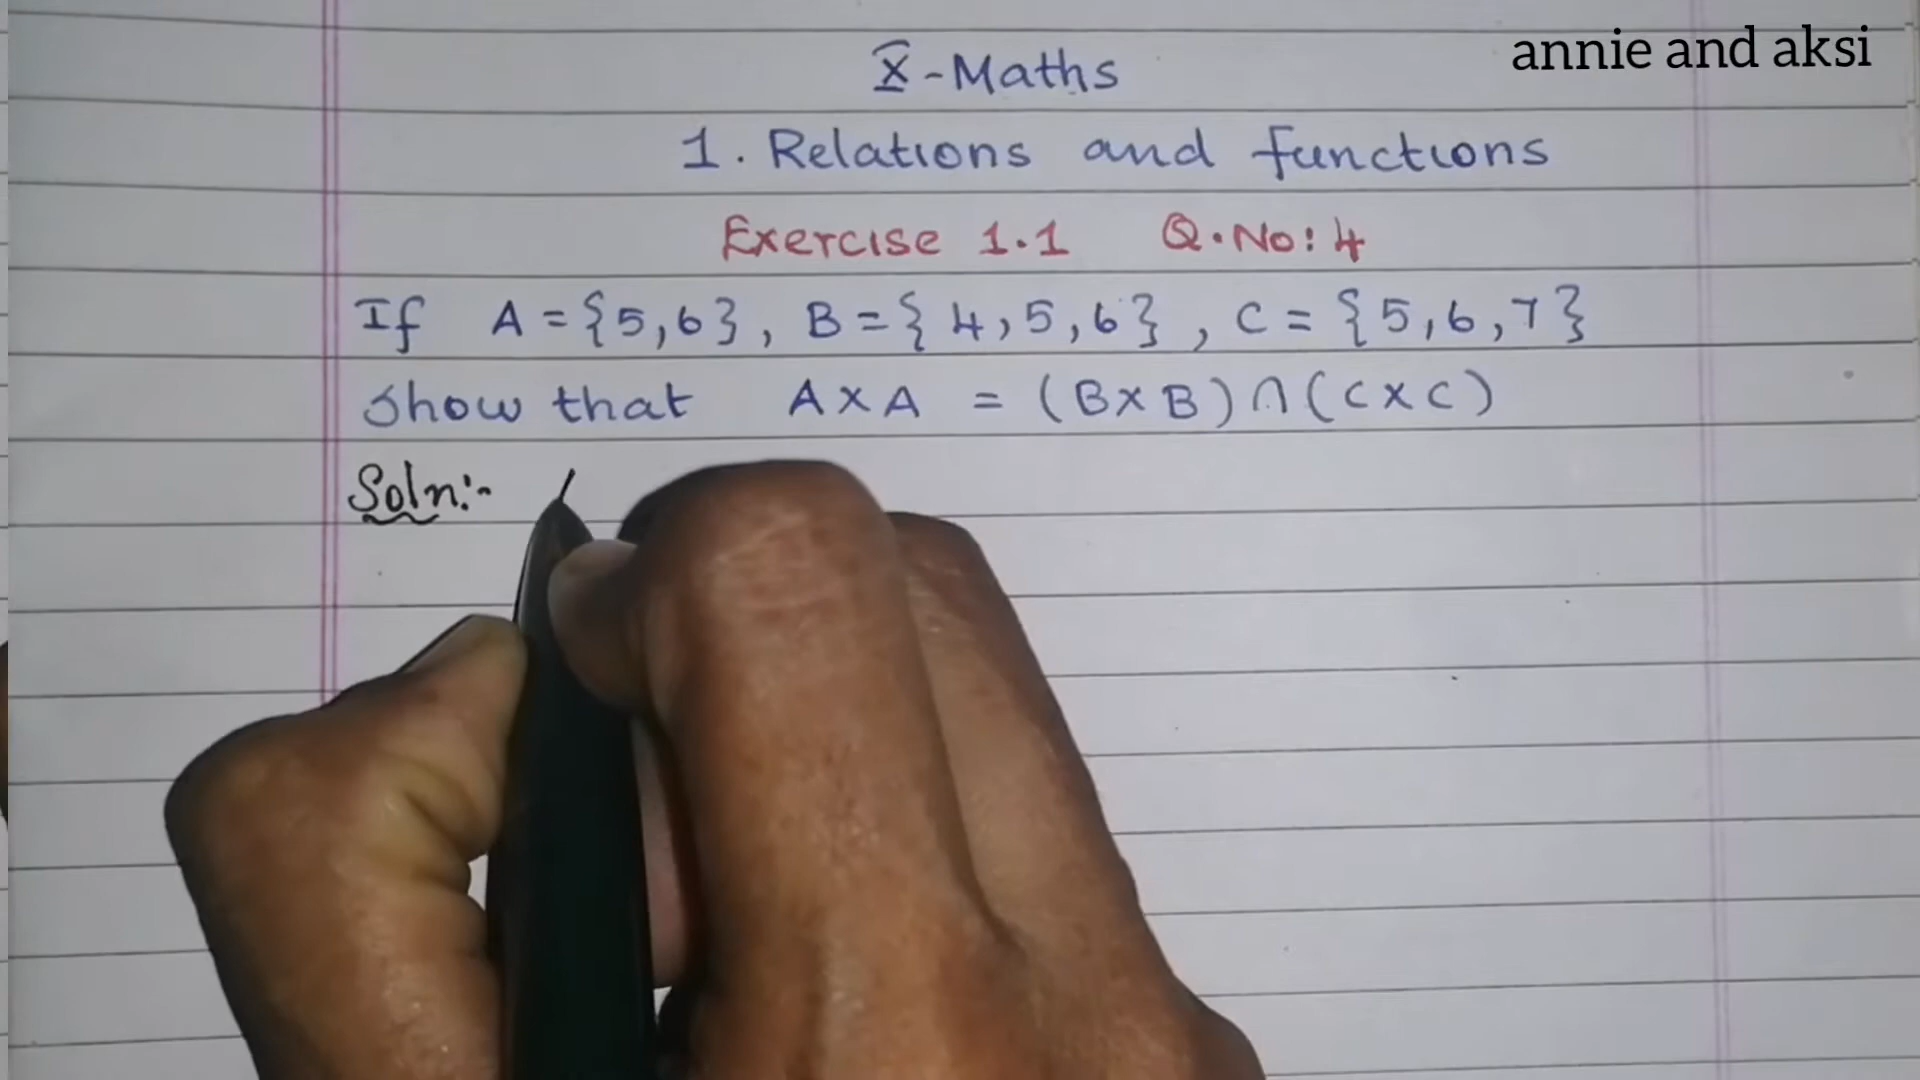 annie and aksi
X-Maths
1. Relations and functions
Exercise 1.1 Q.No: 4
If A = {5,6}, B = {4,5,6}, C = {5,6,7}
Show that A×A = (B×B)∩(C×C)
Soln:-